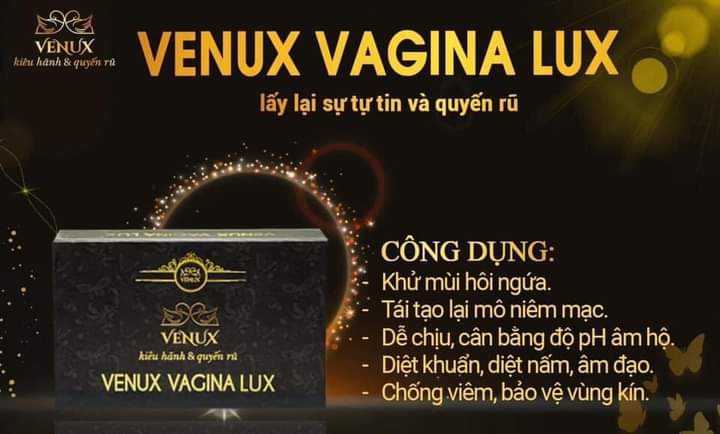 VENUX
kiêu hãnh & quyến rũ
VENUX VAGINA LUX
lấy lại sự tự tin và quyến rũ
VENUX VAGINA LUX
VENUX
VENUX
kiêu hãnh & quyến rũ
VENUX VAGINA LUX
CÔNG DỤNG:
- Khử mùi hôi ngứa.
- Tái tạo lại mô niêm mạc.
- Dễ chịu, cân bằng độ pH âm hộ.
- Diệt khuẩn, diệt nấm, âm đạo.
- Chống viêm, bảo vệ vùng kín.